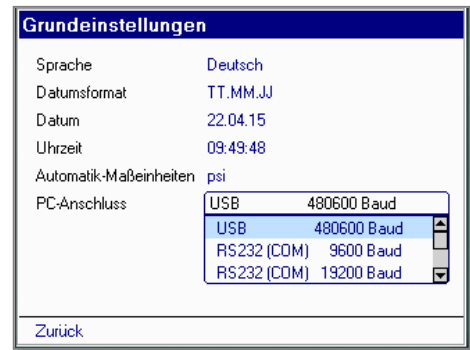 Grundeinstellungen
Sprache Deutsch
Datumsformat TT.MM.JJ
Datum 22.04.15
Uhrzeit 09:49:48
Automatik-Maßeinheiten psi
PC-Anschluss USB 480600 Baud
USB 480600 Baud
RS232 (COM) 9600 Baud
RS232 (COM) 19200 Baud
Zurück